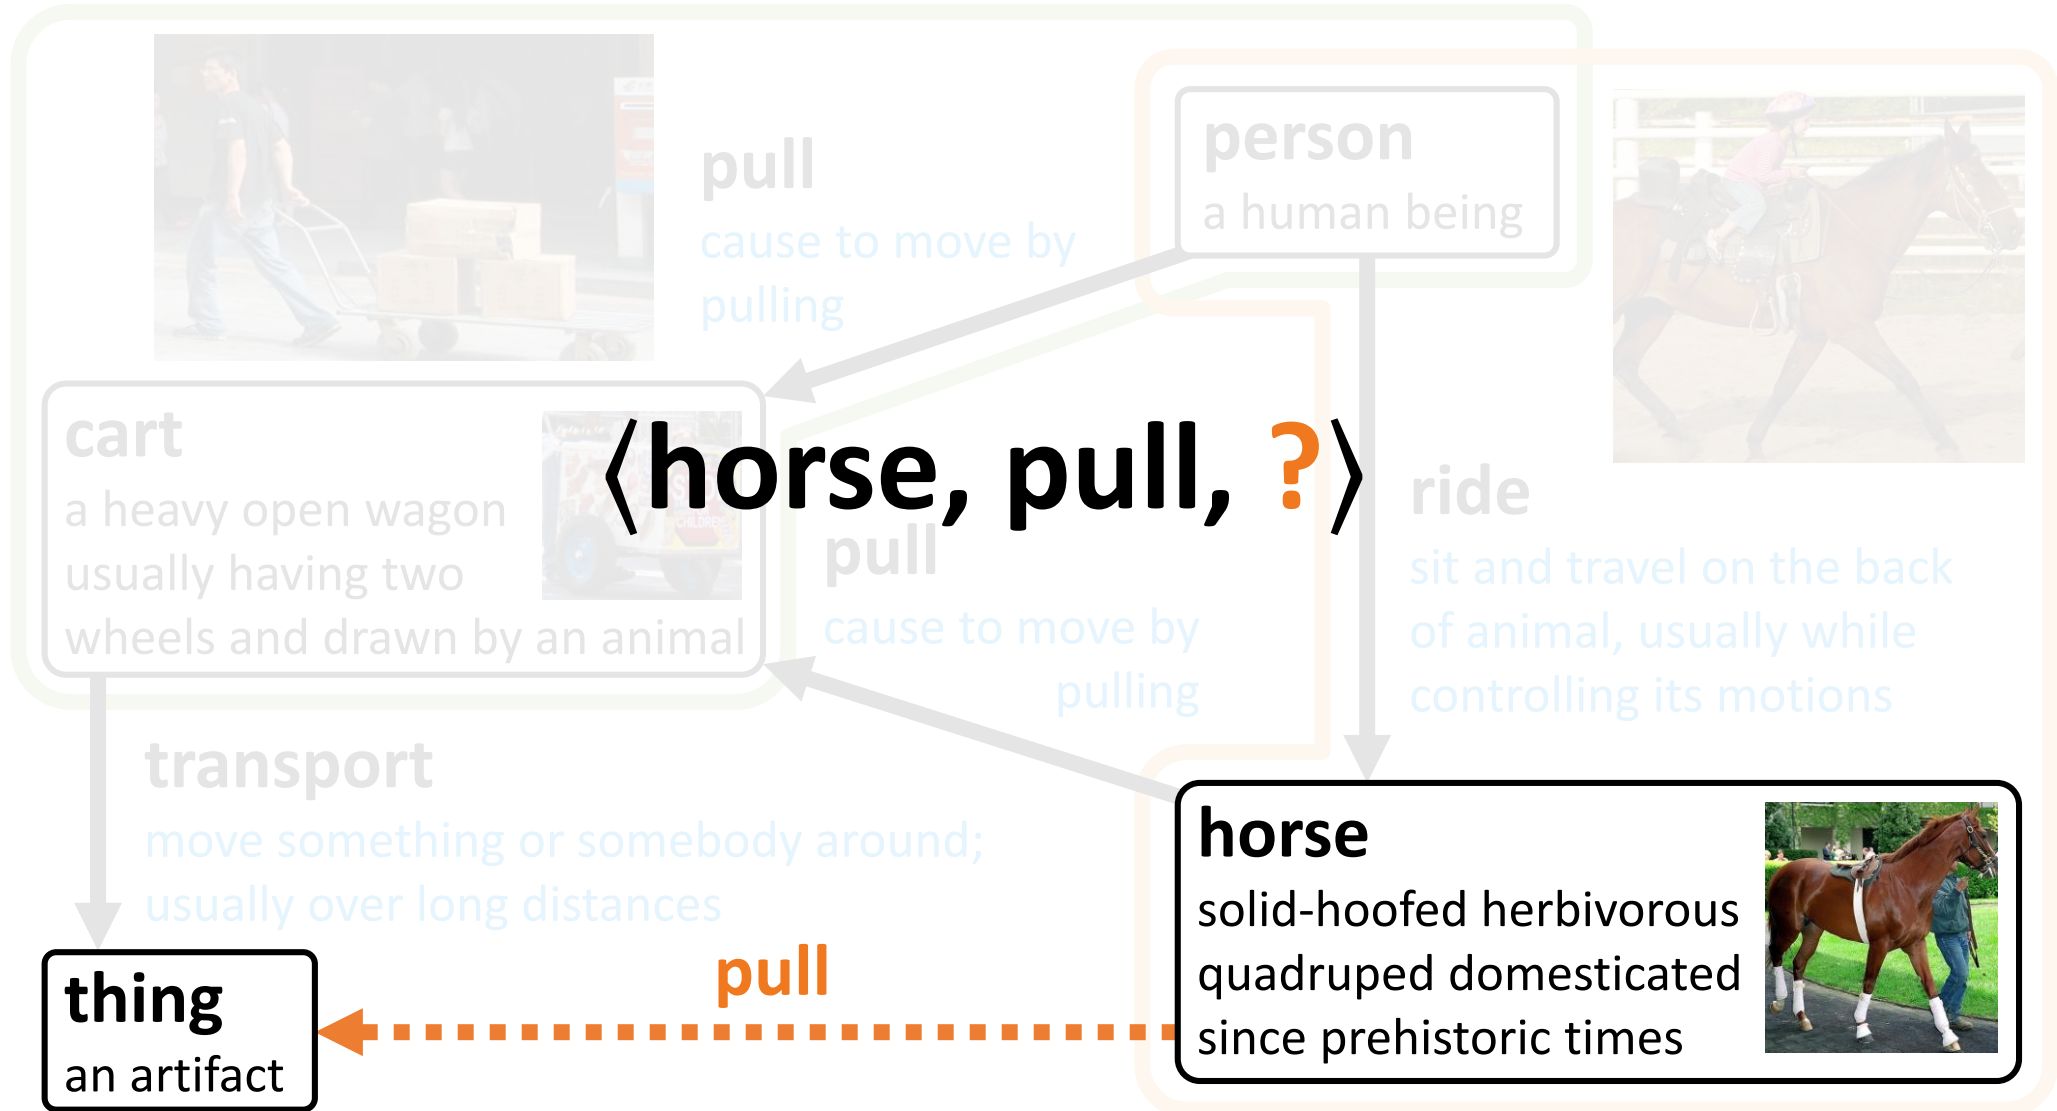 person
a human being
pull
cause to move by
pulling
cart
a heavy open wagon
usually having two
wheels and drawn by an animal
⟨horse, pull, ?⟩
pull
cause to move by
pulling
ride
sit and travel on the back
of animal, usually while
controlling its motions
transport
move something or somebody around;
usually over long distances
horse
solid-hoofed herbivorous
quadruped domesticated
since prehistoric times
pull
thing
an artifact